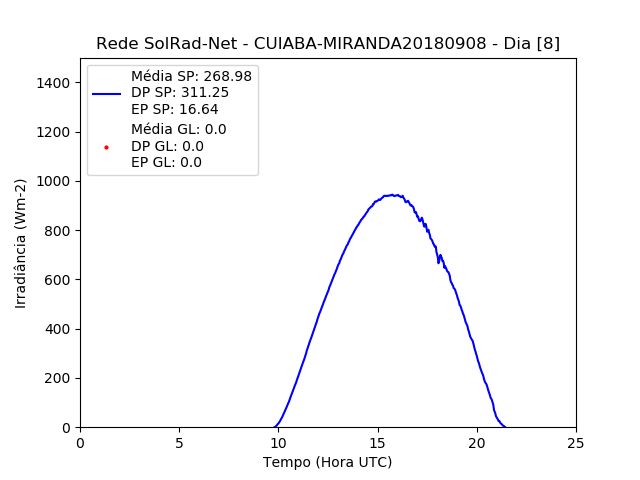 Rede SolRad-Net - CUIABA-MIRANDA20180908 - Dia [8]
Média SP: 268.98
DP SP: 311.25
EP SP: 16.64
Média GL: 0.0
DP GL: 0.0
EP GL: 0.0
1400
1200
1000
800
600
400
200
0
Irradiância (Wm-2)
0 5 10 15 20 25
Tempo (Hora UTC)